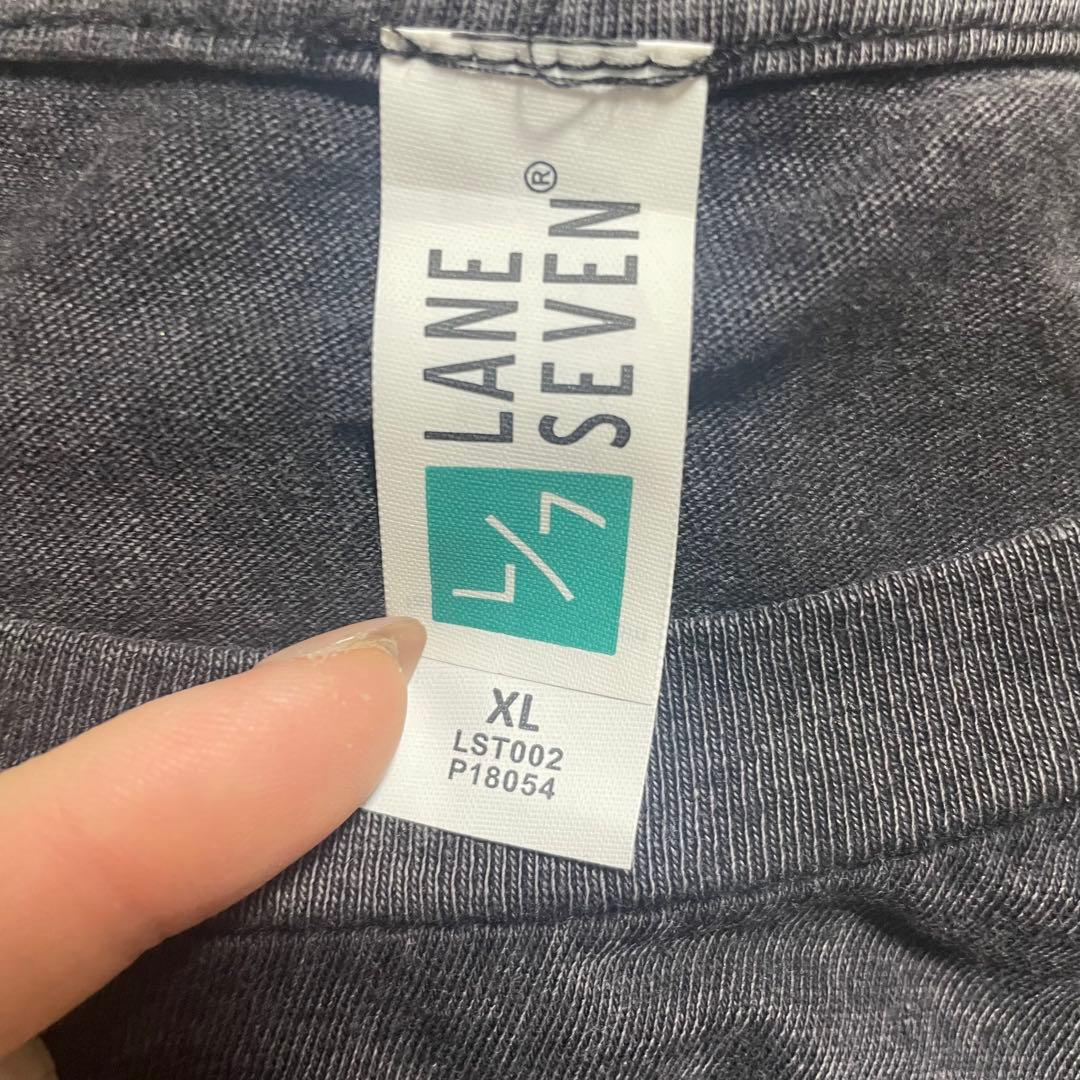 LANE
SEVEN®
L/7
XL
LST002
P18054